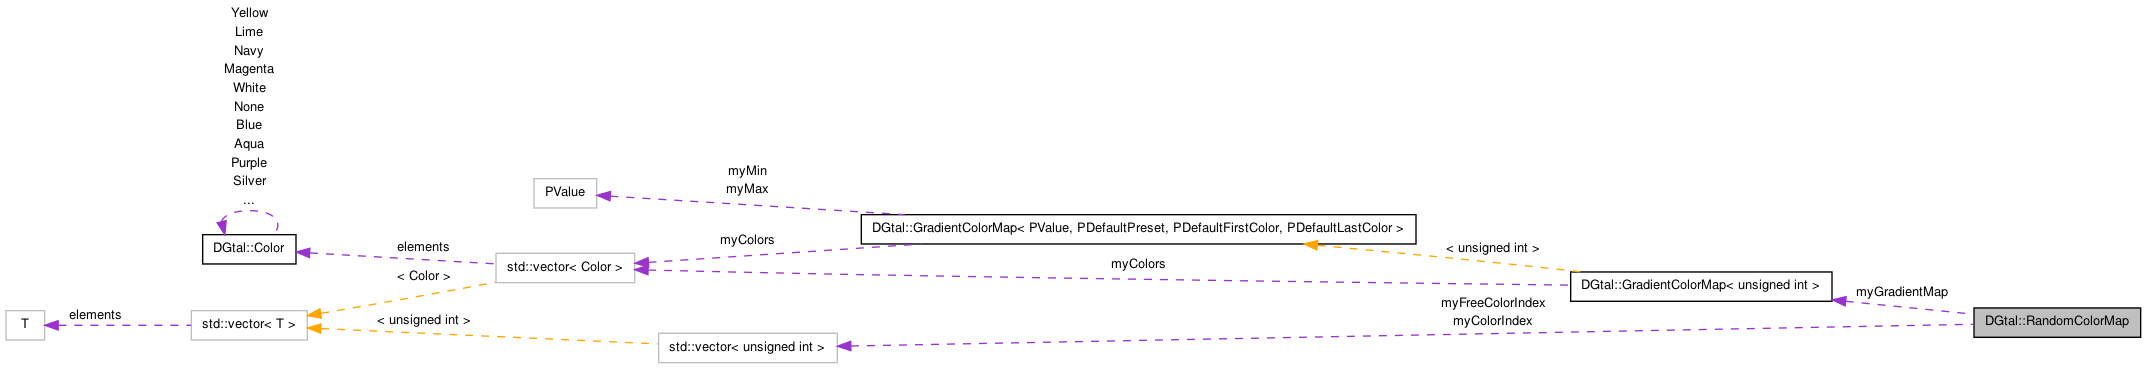 Yellow
Lime
Navy
Magenta
White
None
Blue
Aqua
Purple
Silver
...
myMin
myMax
PValue
DGtal::GradientColorMap< PValue, PDefaultPreset, PDefaultFirstColor, PDefaultLastColor >
DGtal::Color
elements
myColors
< unsigned int >
std::vector< Color >
myColors
< Color >
DGtal::GradientColorMap< unsigned int >
myGradientMap
myFreeColorIndex
myColorIndex
T
elements
std::vector< T >
< unsigned int >
DGtal::RandomColorMap
std::vector< unsigned int >